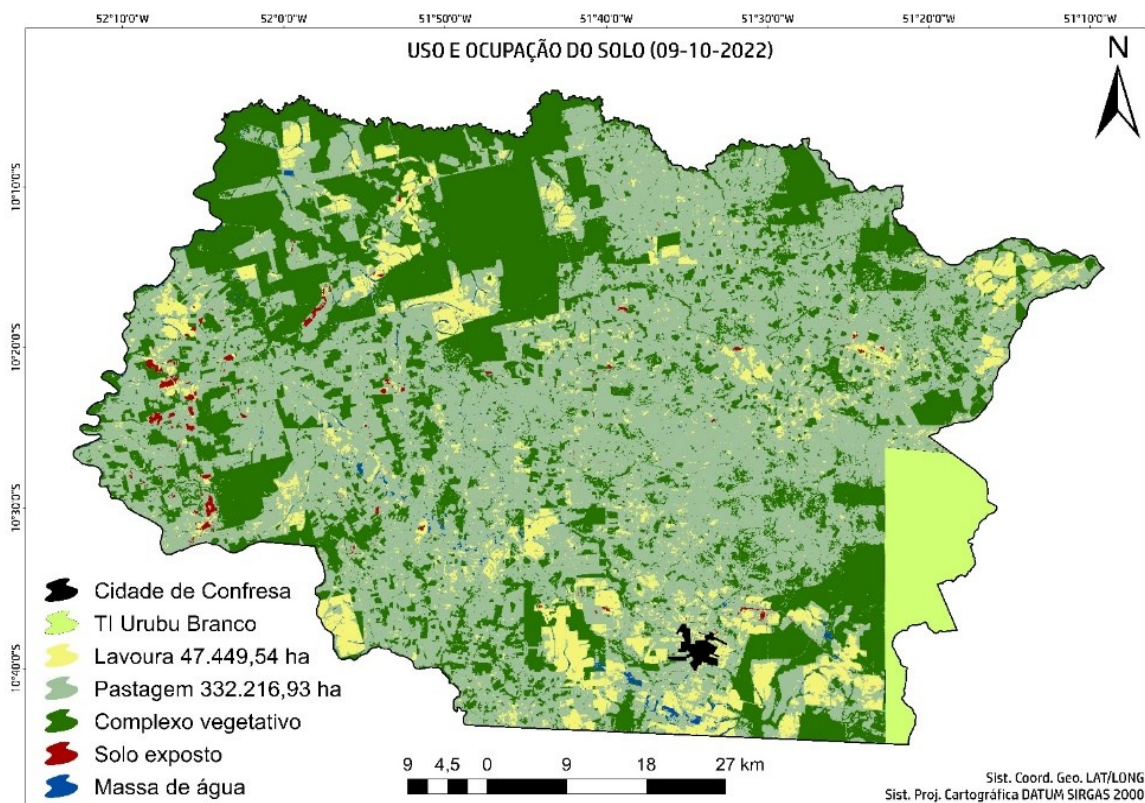 52°10'0"W 52°0'0"W 51°50'0"W 51°40'0"W 51°30'0"W 51°20'0"W 51°10'0"W
USO E OCUPAÇÃO DO SOLO (09-10-2022)
N
10°10'0"S
10°20'0"S
10°30'0"S
10°40'0"S
Cidade de Confresa
TI Urubu Branco
Lavoura 47.449,54 ha
Pastagem 332.216,93 ha
Complexo vegetativo
Solo exposto
Massa de água
9 4,5 0 9 18 27 km
Sist. Coord. Geo. LAT/LONG
Sist. Proj. Cartográfica DATUM SIRGAS 2000